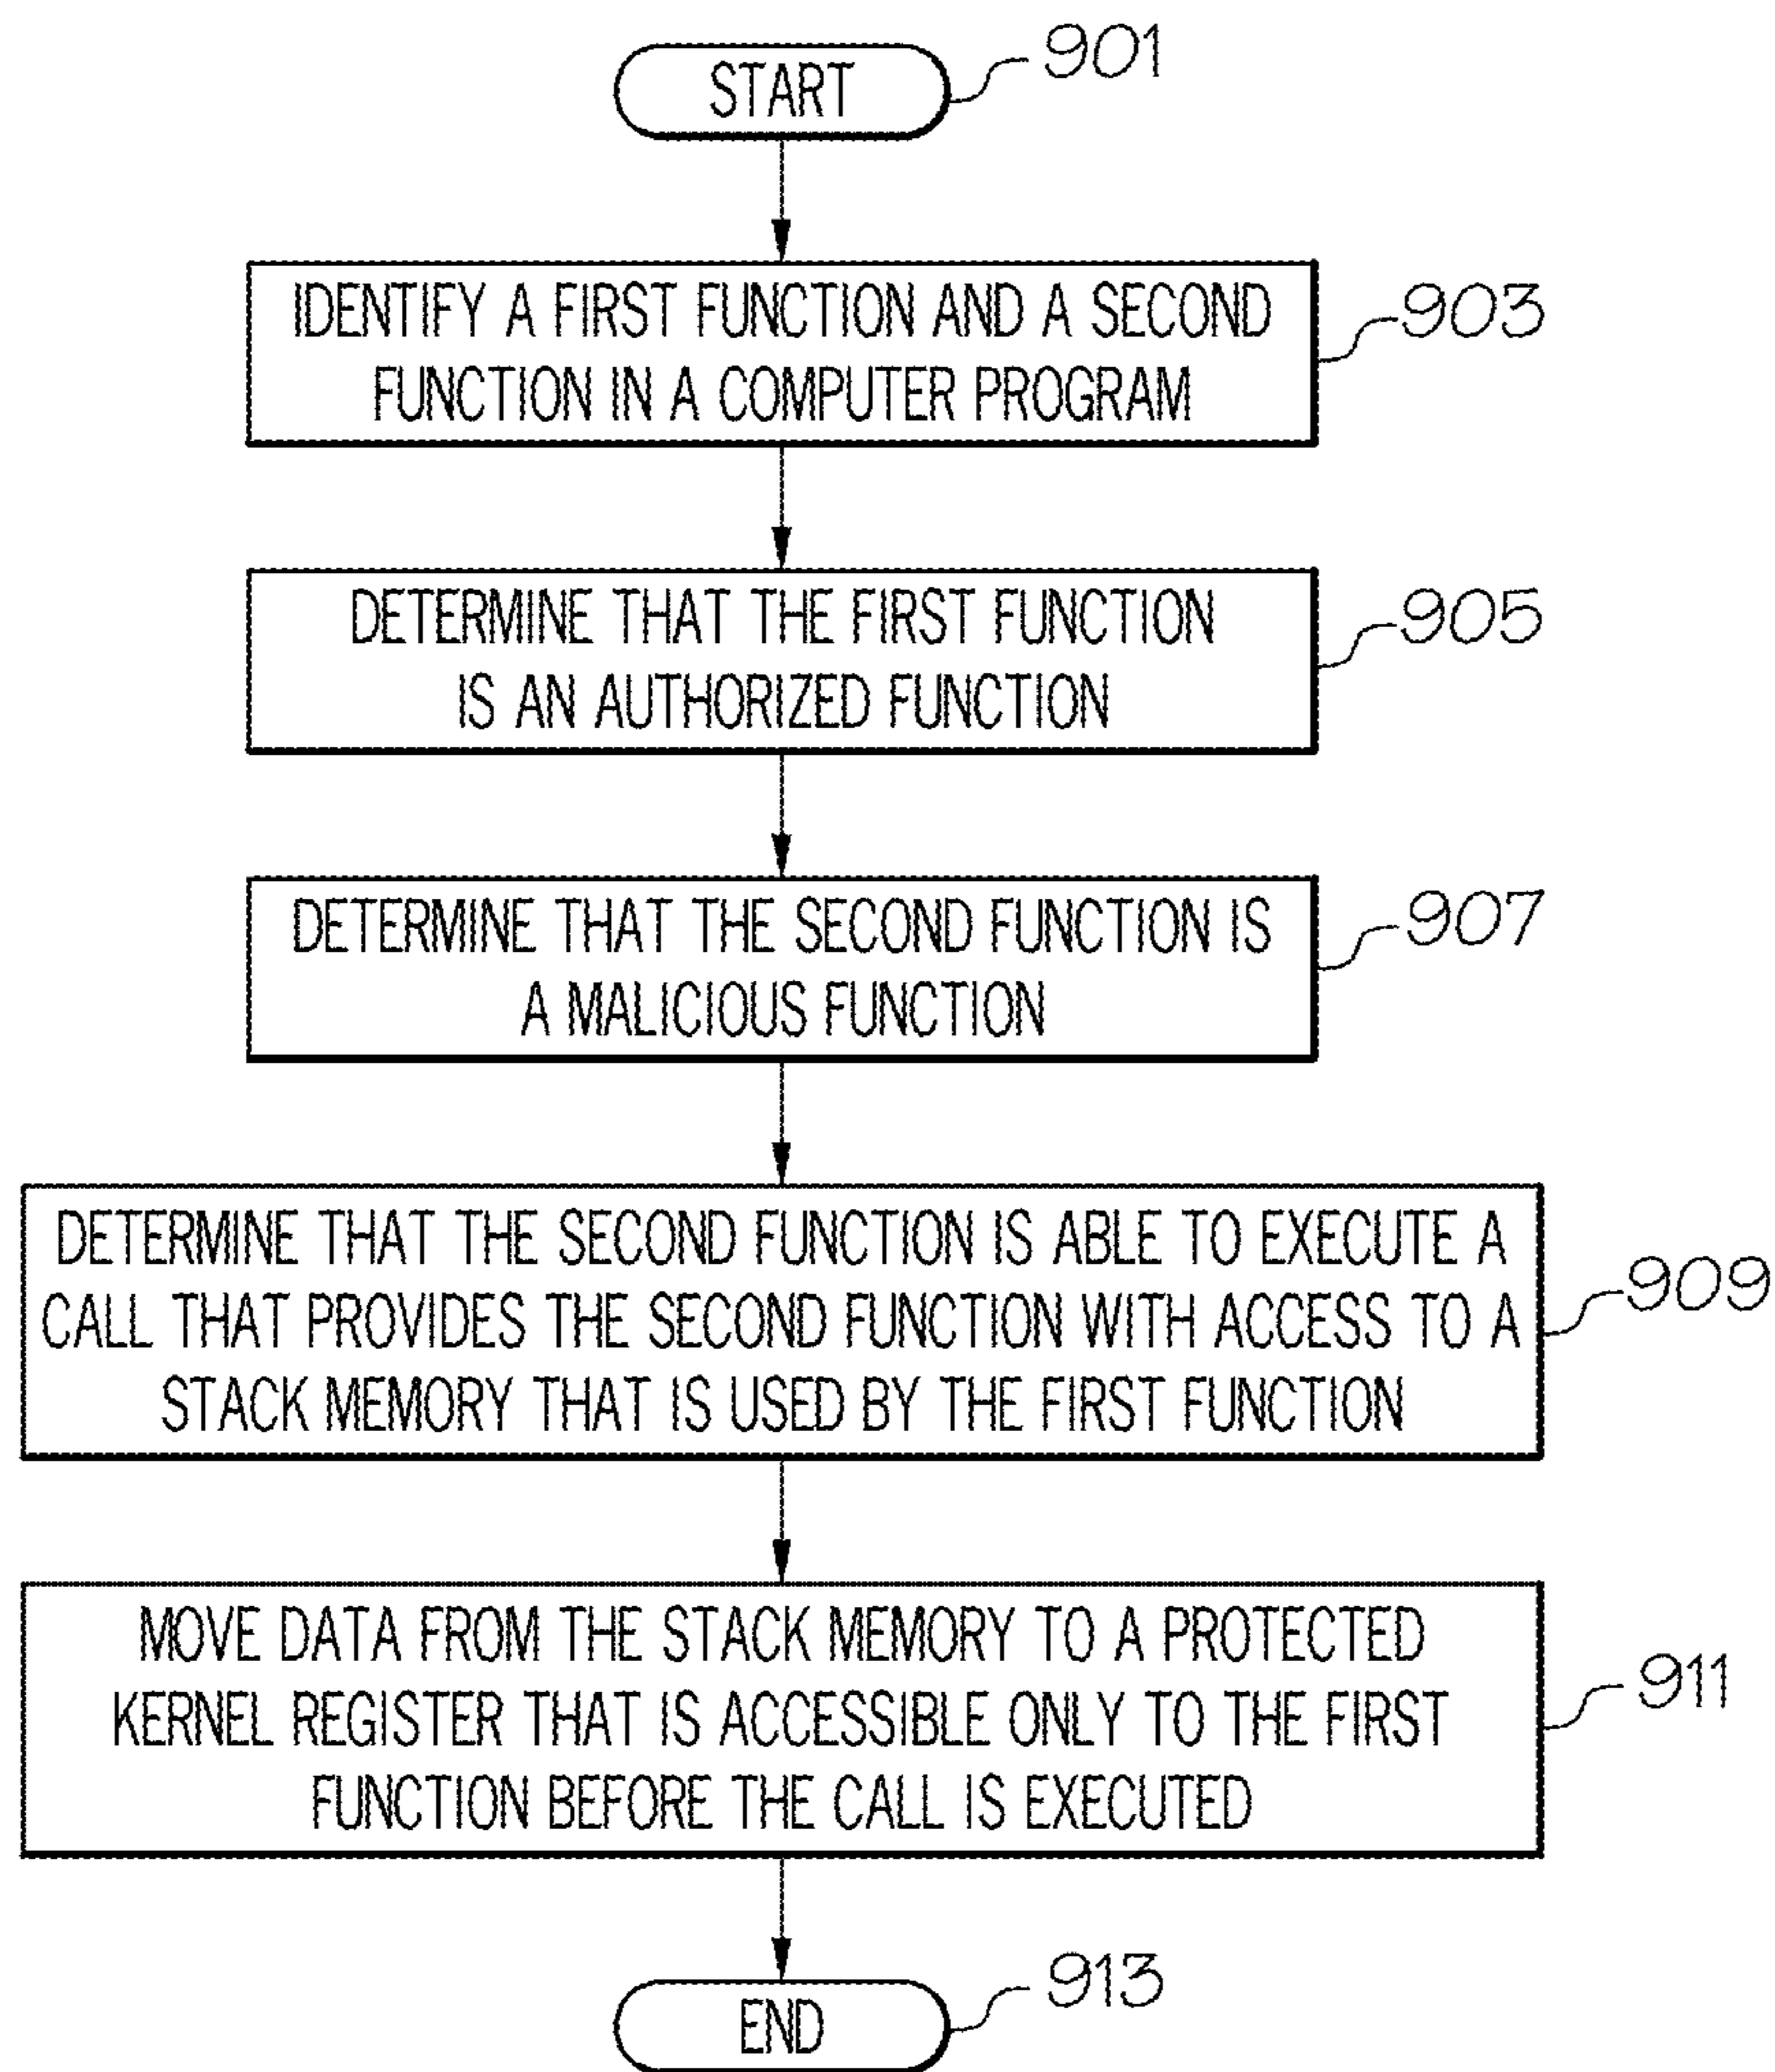 START
901
IDENTIFY A FIRST FUNCTION AND A SECOND
FUNCTION IN A COMPUTER PROGRAM
903
DETERMINE THAT THE FIRST FUNCTION
IS AN AUTHORIZED FUNCTION
905
DETERMINE THAT THE SECOND FUNCTION IS
A MALICIOUS FUNCTION
907
DETERMINE THAT THE SECOND FUNCTION IS ABLE TO EXECUTE A
CALL THAT PROVIDES THE SECOND FUNCTION WITH ACCESS TO A
STACK MEMORY THAT IS USED BY THE FIRST FUNCTION
909
MOVE DATA FROM THE STACK MEMORY TO A PROTECTED
KERNEL REGISTER THAT IS ACCESSIBLE ONLY TO THE FIRST
FUNCTION BEFORE THE CALL IS EXECUTED
911
END
913